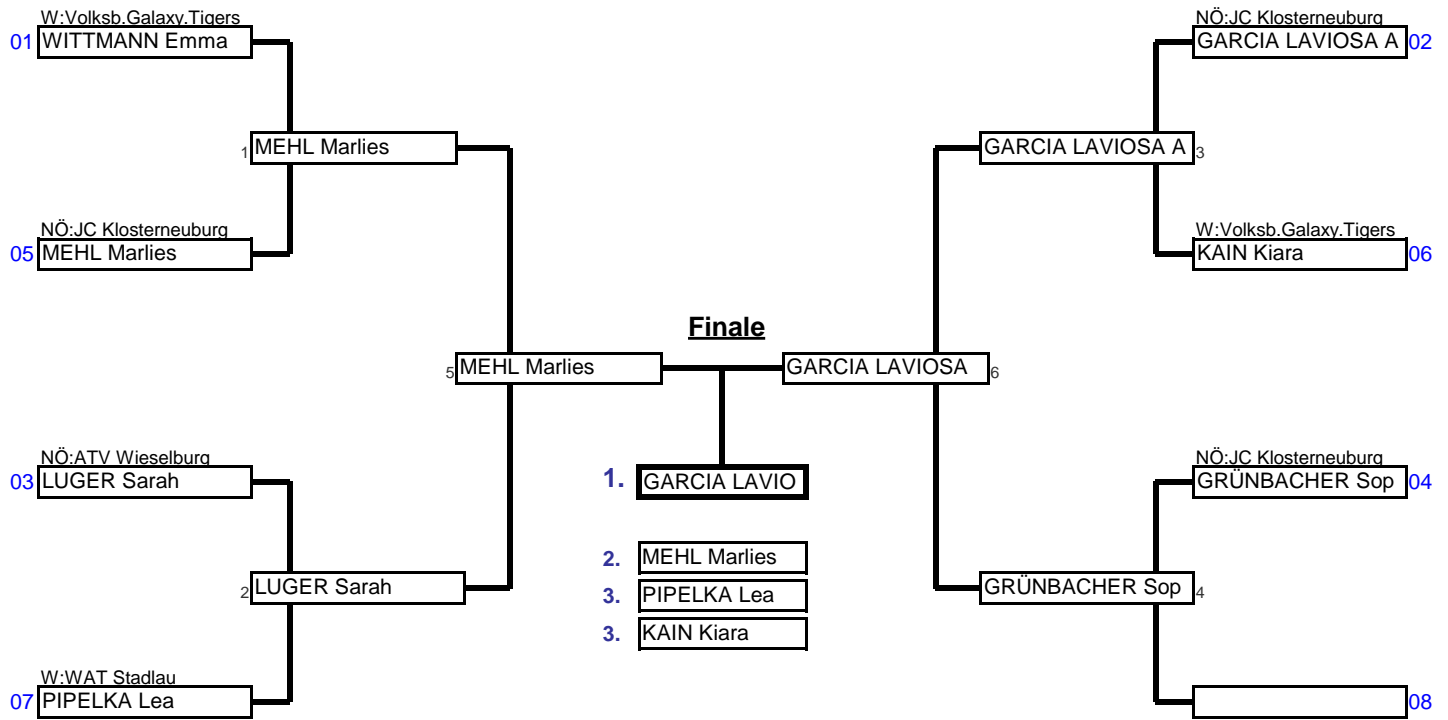 W:Volksb.Galaxy.Tigers
01 WITTMANN Emma
NÖ:JC Klosterneuburg
GARCIA LAVIOSA A 02
1 MEHL Marlies
GARCIA LAVIOSA A 3
NÖ:JC Klosterneuburg
05 MEHL Marlies
W:Volksb.Galaxy.Tigers
KAIN Kiara 06
Finale
5 MEHL Marlies
GARCIA LAVIOSA 6
NÖ:ATV Wieselburg
03 LUGER Sarah
1. GARCIA LAVIO
NÖ:JC Klosterneuburg
GRÜNBACHER Sop 04
2. MEHL Marlies
3. PIPELKA Lea
3. KAIN Kiara
2 LUGER Sarah
GRÜNBACHER Sop 4
W:WAT Stadlau
07 PIPELKA Lea
08